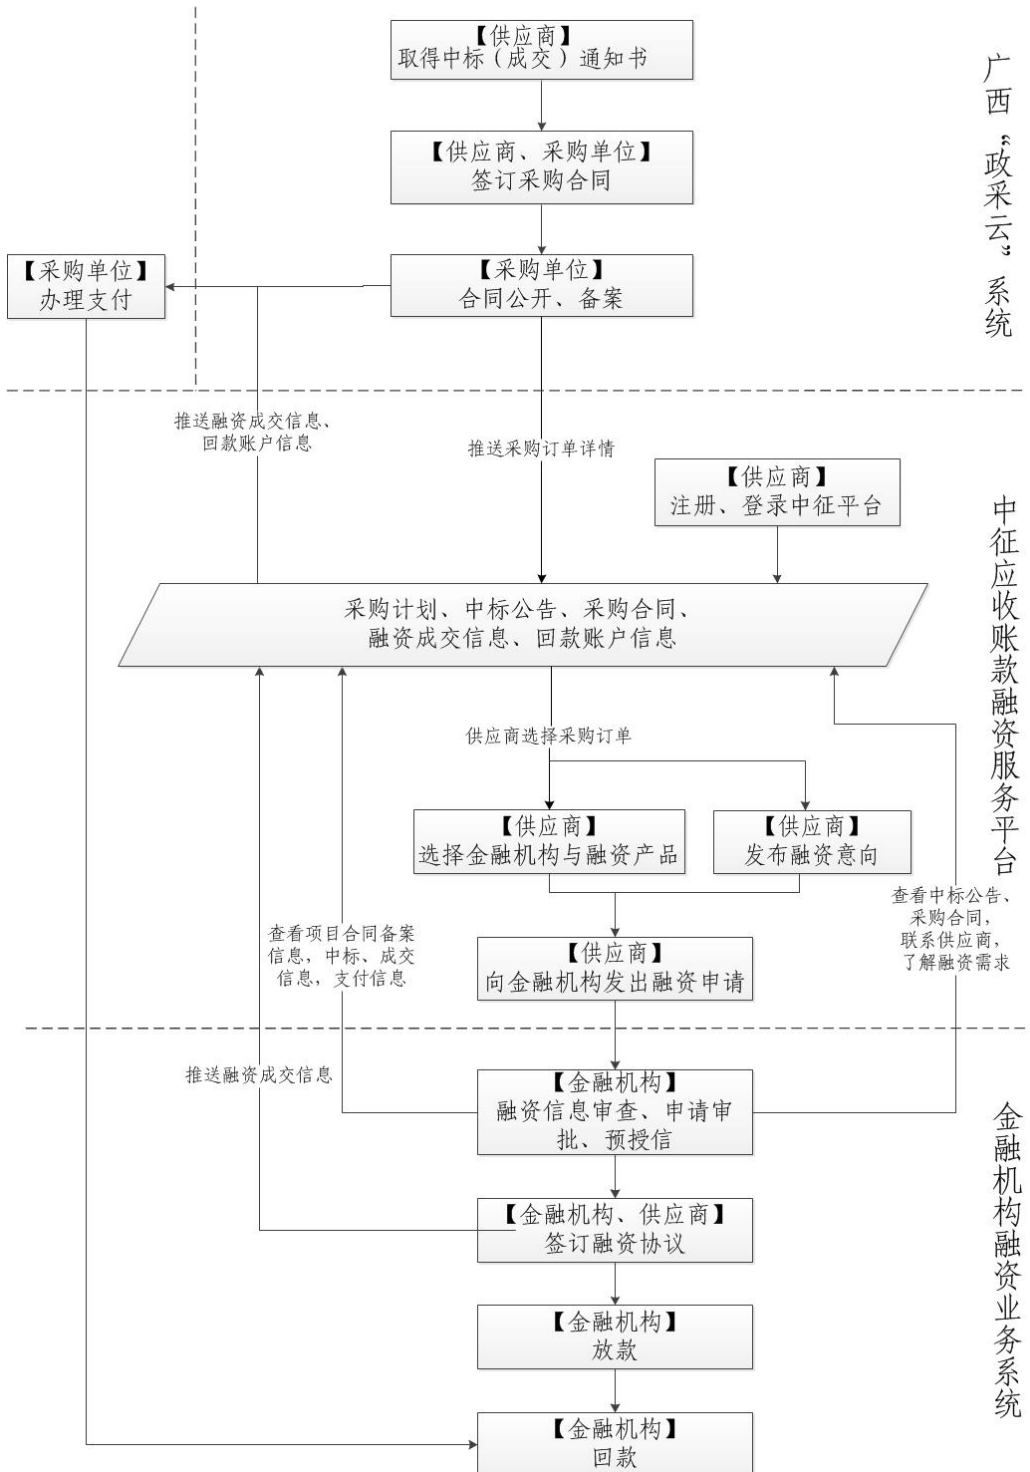 【供应商】
取得中标（成交）通知书
广西“政采云”系统
【供应商、采购单位】
签订采购合同
【采购单位】
办理支付
【采购单位】
合同公开、备案
推送融资成交信息、
回款账户信息
推送采购订单详情
【供应商】
注册、登录中征平台
中征应收账款融资服务平台
采购计划、中标公告、采购合同、
融资成交信息、回款账户信息
供应商选择采购订单
【供应商】
选择金融机构与融资产品
【供应商】
发布融资意向
查看中标公告、
采购合同，
联系供应商，
了解融资需求
查看项目合同备案
信息，中标、成交
信息，支付信息
【供应商】
向金融机构发出融资申请
推送融资成交信息
【金融机构】
融资信息审查、申请审
批、预授信
金融机构融资业务系统
【金融机构、供应商】
签订融资协议
【金融机构】
放款
【金融机构】
回款